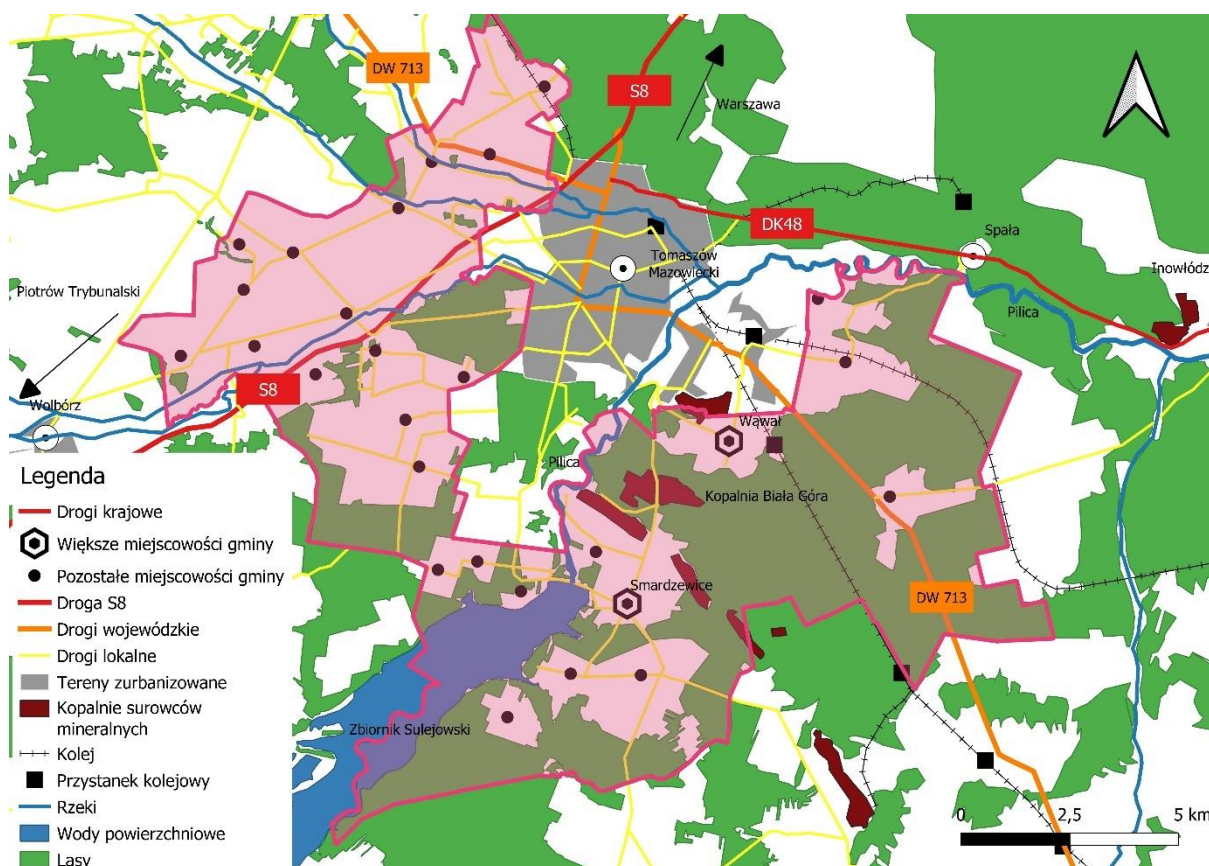 DW 713
S8
Warszawa
DK48
Spała
Tomaszów
Mazowiecki
Inowłódz
Piotrów Trybunalski
Pilica
S8
Wolbórz
Wąwał
Pilica
Kopalnia Biała Góra
Smardzewice
DW 713
Zbiornik Sulejowski
Legenda
Drogi krajowe
Większe miejscowości gminy
Pozostałe miejscowości gminy
Droga S8
Drogi wojewódzkie
Drogi lokalne
Tereny zurbanizowane
Kopalnie surowców
mineralnych
Kolej
Przystanek kolejowy
Rzeki
Wody powierzchniowe
Lasy
0 2,5 5 km